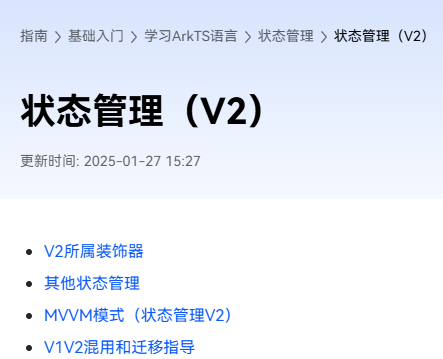 指南 > 基础入门 > 学习ArkTS语言 > 状态管理 > 状态管理（V2）
状态管理（V2）
更新时间: 2025-01-27 15:27
• V2所属装饰器
• 其他状态管理
• MVVM模式（状态管理V2）
• V1V2混用和迁移指导